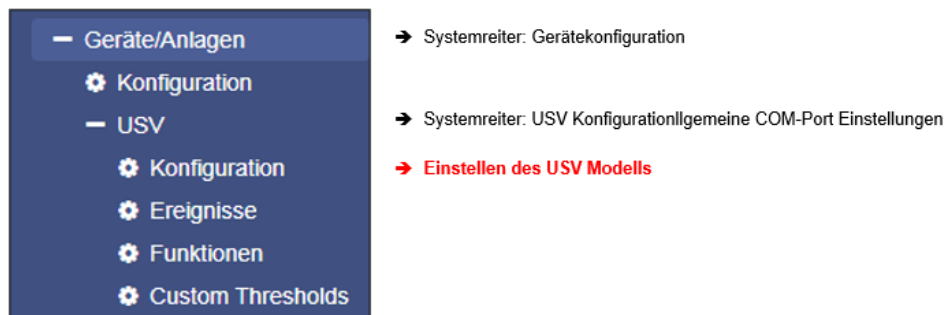 Geräte/Anlagen → Systemreiter: Gerätekonfiguration
Konfiguration
USV → Systemreiter: USV Konfigurationllgemeine COM-Port Einstellungen
Konfiguration → Einstellen des USV Modells
Ereignisse
Funktionen
Custom Thresholds